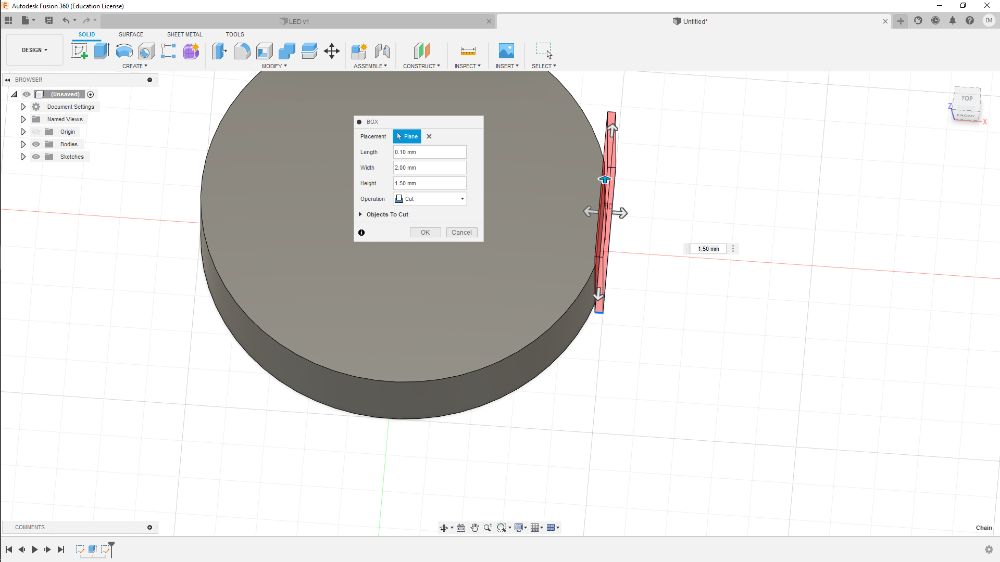 Autodesk Fusion 360 (Education License)
LED v1
Untitled*
IM
DESIGN
SOLID
SURFACE
SHEET METAL
TOOLS
CREATE
MODIFY
ASSEMBLE
CONSTRUCT
INSPECT
INSERT
SELECT
BROWSER
(Unsaved)
Document Settings
Named Views
Origin
Bodies
Sketches
TOP
FRONT
Z
X
BOX
Placement Plane
Length 0.10 mm
Width 2.00 mm
Height 1.50 mm
Operation Cut
Objects To Cut
OK Cancel
1.50 mm
COMMENTS
Chain